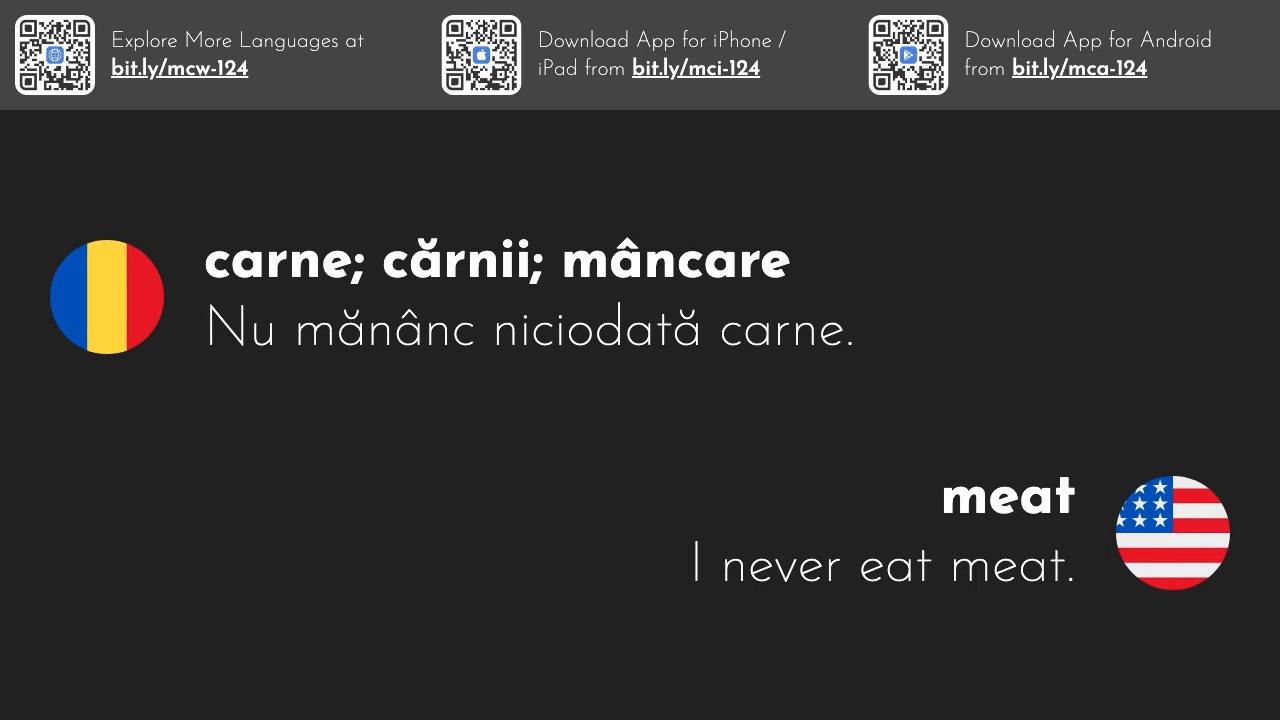 Explore More Languages at
bit.ly/mcw-124
Download App for iPhone /
iPad from bit.ly/mci-124
Download App for Android
from bit.ly/mca-124
carne; cărnii; mâncare
Nu mănânc niciodată carne.
meat
I never eat meat.